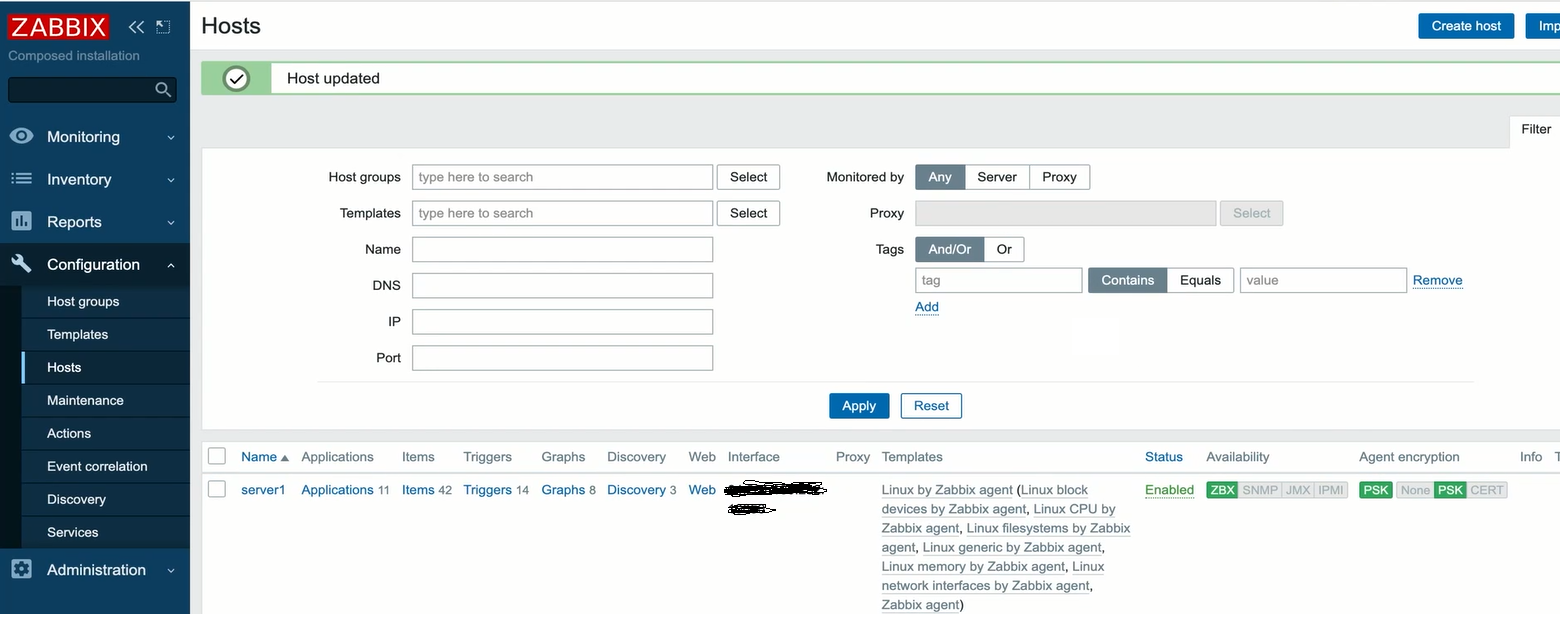 ZABBIX
Composed installation
Monitoring
Inventory
Reports
Configuration
Host groups
Templates
Hosts
Maintenance
Actions
Event correlation
Discovery
Services
Administration
Hosts
Create host
Imp
Host updated
Filter
Host groups type here to search Select
Templates type here to search Select
Name
DNS
IP
Port
Monitored by Any Server Proxy
Proxy Select
Tags And/Or Or
tag Contains Equals value Remove
Add
Apply Reset
Name Applications Items Triggers Graphs Discovery Web Interface Proxy Templates Status Availability Agent encryption Info T
server1 Applications 11 Items 42 Triggers 14 Graphs 8 Discovery 3 Web Linux by Zabbix agent (Linux block Enabled ZBX SNMP JMX IPMI PSK None PSK CERT
devices by Zabbix agent, Linux CPU by
Zabbix agent, Linux filesystems by Zabbix
agent, Linux generic by Zabbix agent,
Linux memory by Zabbix agent, Linux
network interfaces by Zabbix agent,
Zabbix agent)